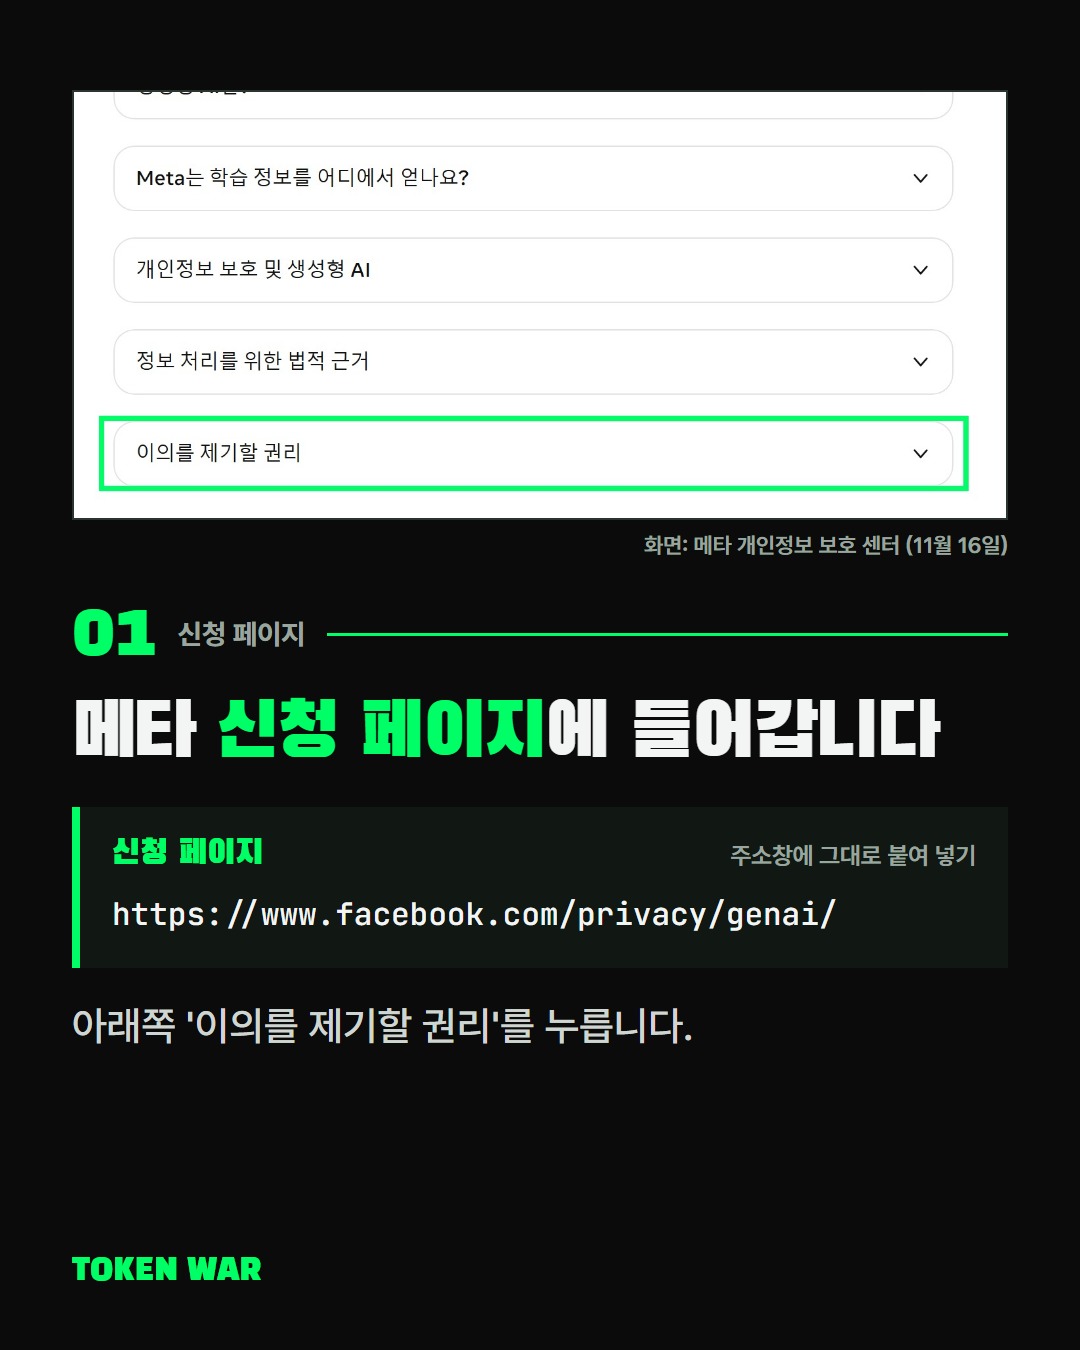 Meta는 학습 정보를 어디에서 얻나요?
개인정보 보호 및 생성형 AI
정보 처리를 위한 법적 근거
이의를 제기할 권리
화면: 메타 개인정보 보호 센터 (11월 16일)
01 신청 페이지
메타 신청 페이지에 들어갑니다
신청 페이지 주소창에 그대로 붙여 넣기
https://www.facebook.com/privacy/genai/
아래쪽 '이의를 제기할 권리'를 누릅니다.
TOKEN WAR